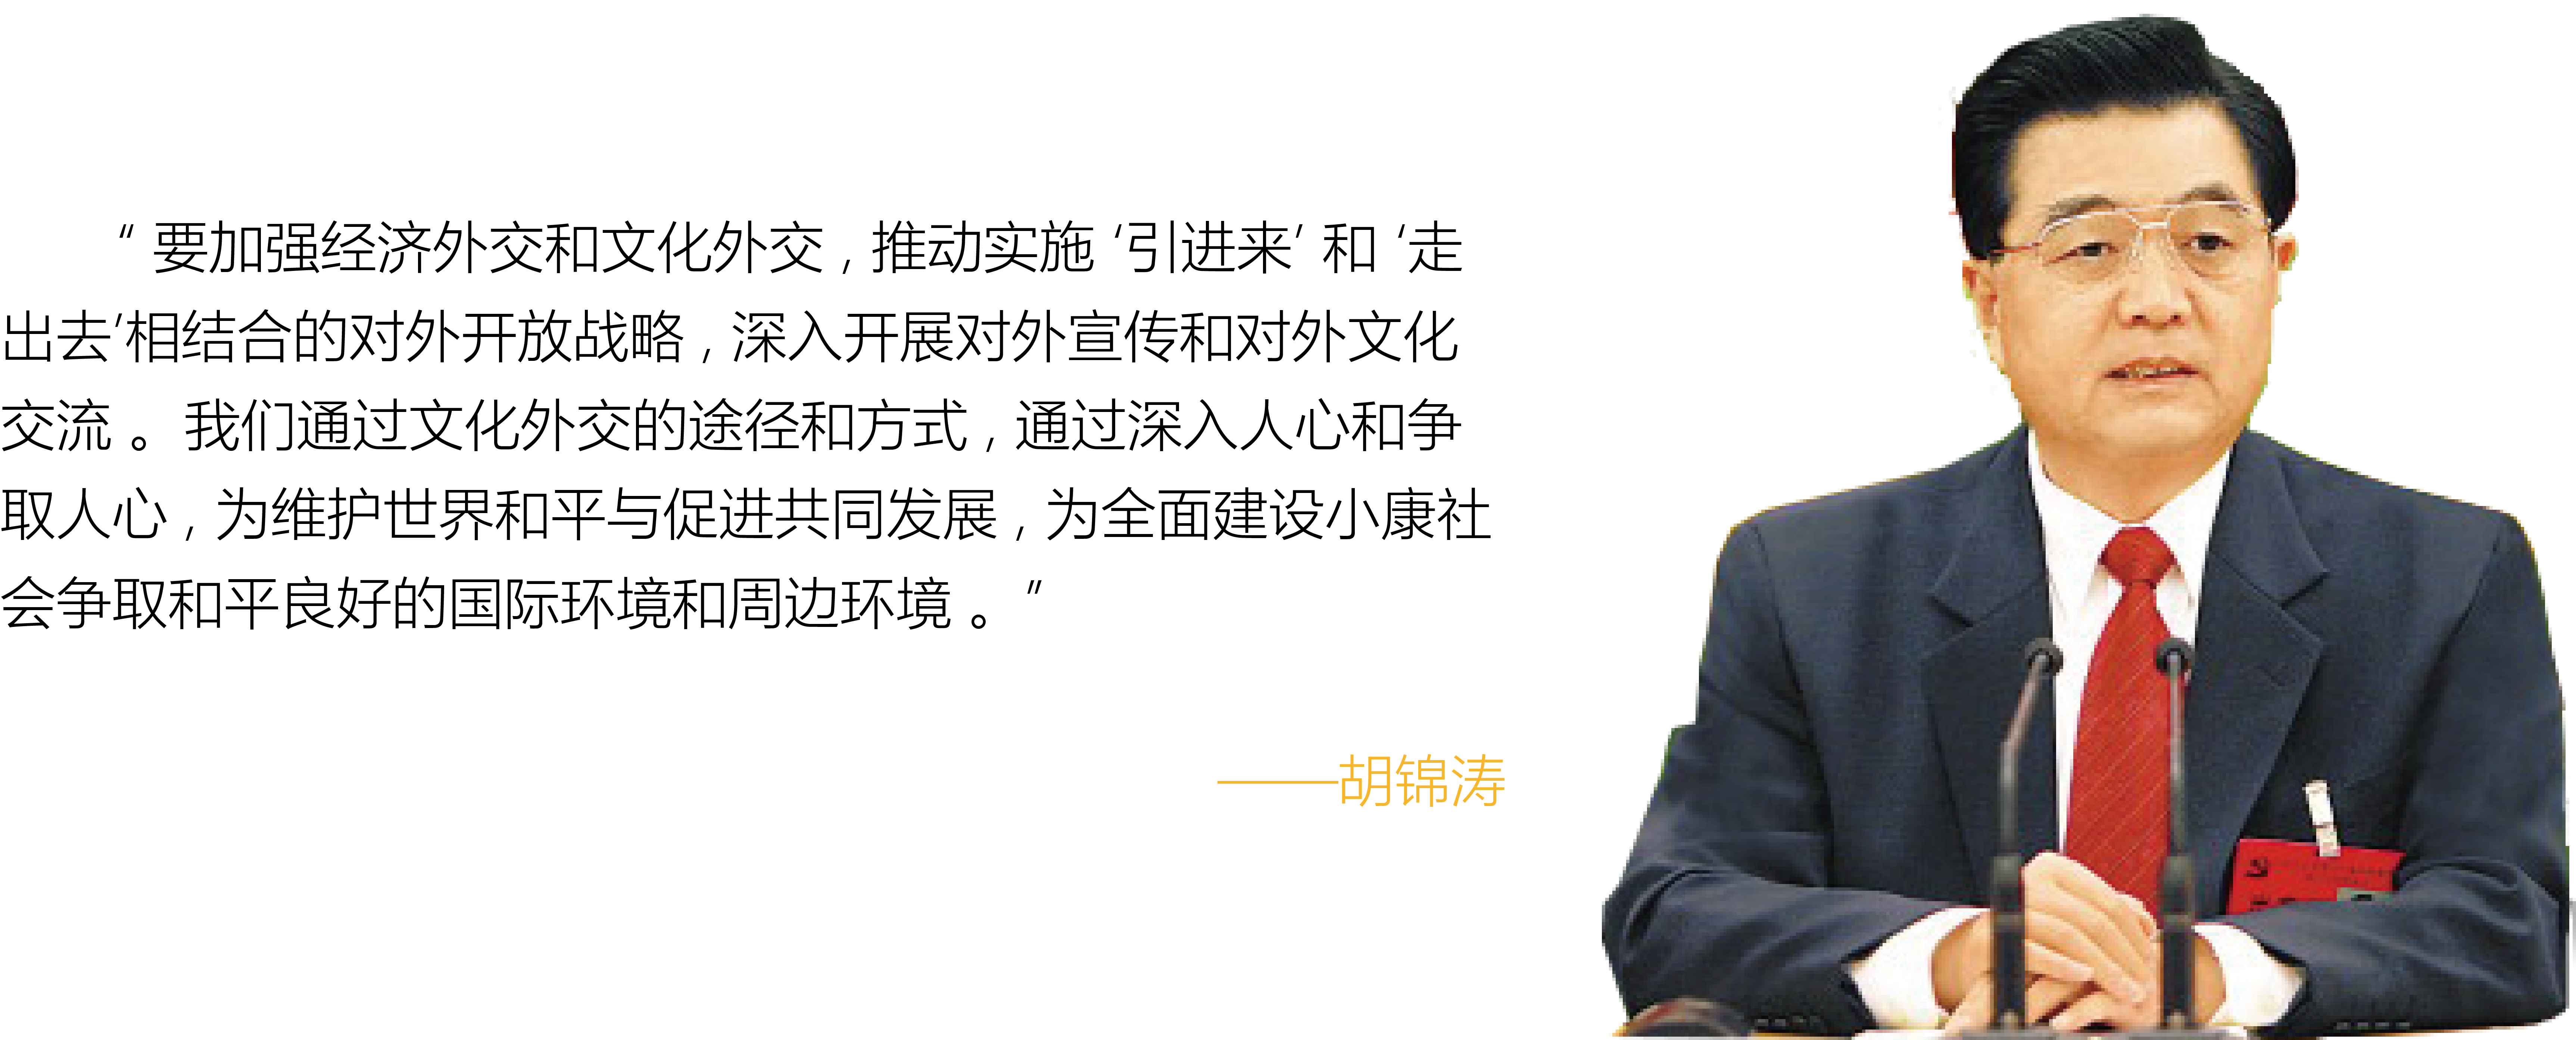 “ 要加强经济外交和文化外交 , 推动实施 ‘引进来’ 和 ‘走
出去’相结合的对外开放战略 , 深入开展对外宣传和对外文化
交流 。 我们通过文化外交的途径和方式 , 通过深入人心和争
取人心 , 为维护世界和平与促进共同发展 , 为全面建设小康社
会争取和平良好的国际环境和周边环境 。 ”
——胡锦涛